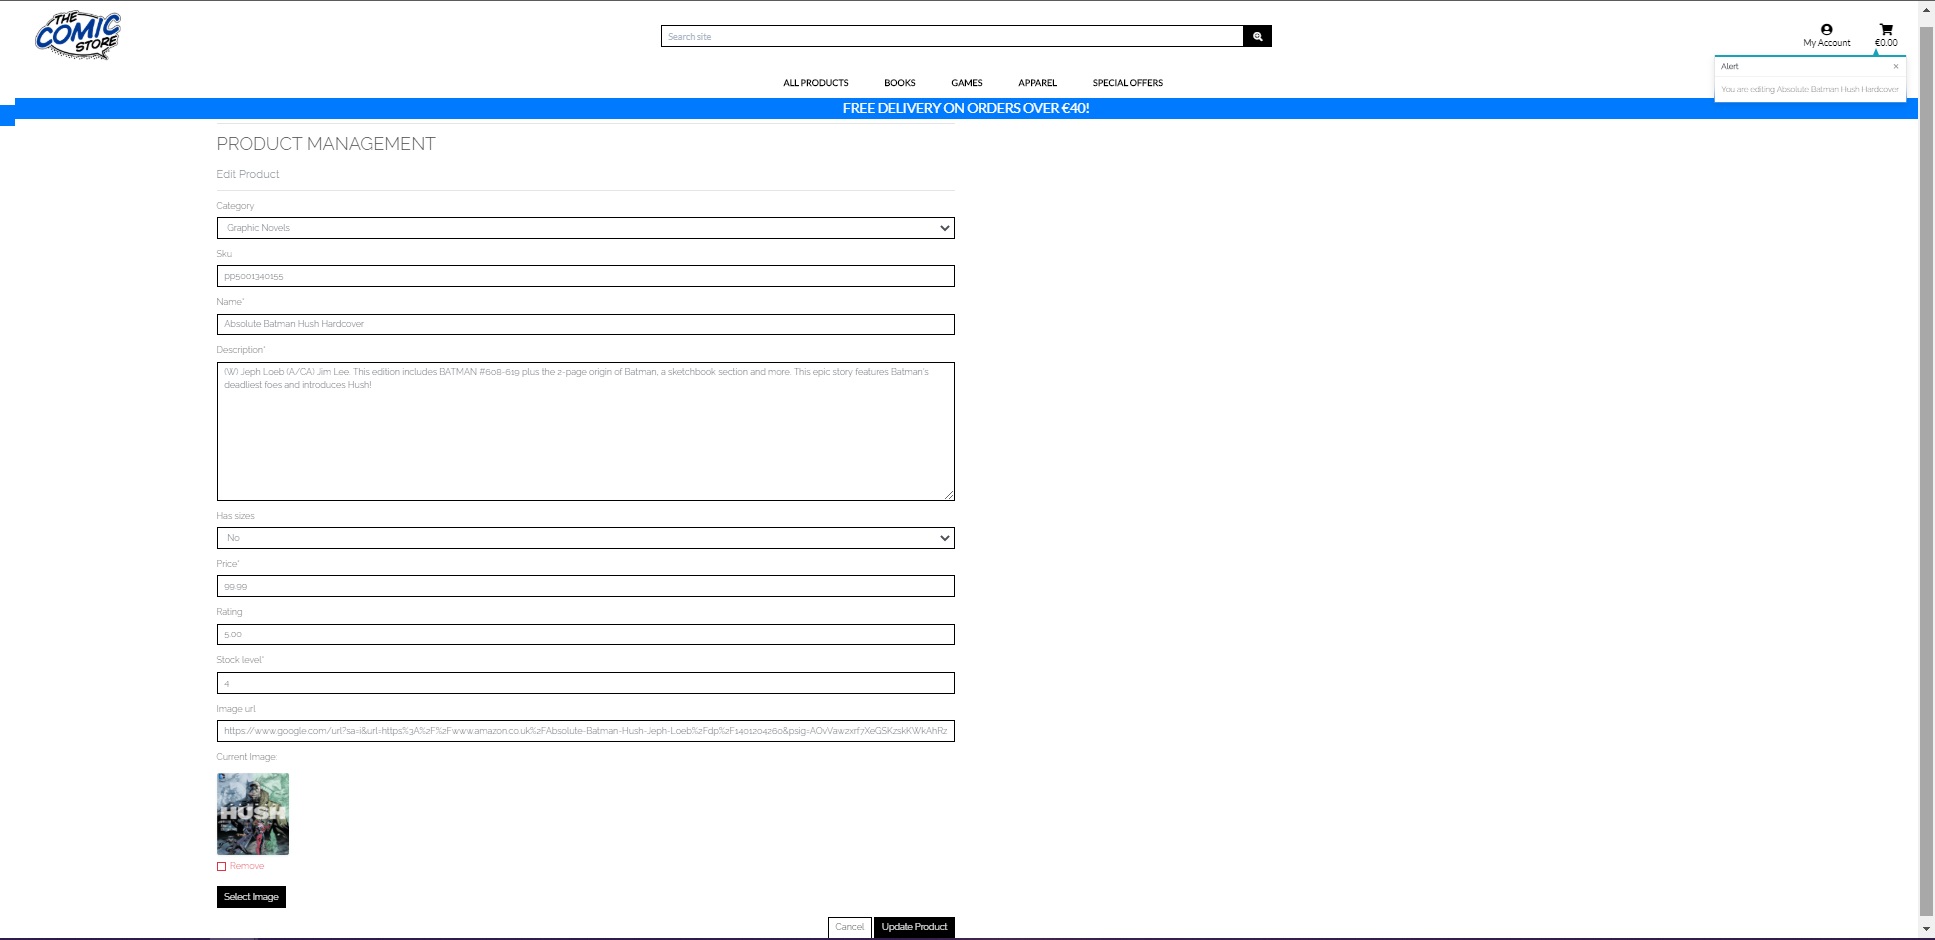 THE
COMIC
STORE
Search site
My Account
€0.00
ALL PRODUCTS BOOKS GAMES APPAREL SPECIAL OFFERS
Alert ×
You are editing Absolute Batman Hush Hardcover
FREE DELIVERY ON ORDERS OVER €40!
PRODUCT MANAGEMENT
Edit Product
Category
Graphic Novels
Sku
pp5001340155
Name*
Absolute Batman Hush Hardcover
Description*
(W) Jeph Loeb (A/CA) Jim Lee. This edition includes BATMAN #608-619 plus the 2-page origin of Batman, a sketchbook section and more. This epic story features Batman's
deadliest foes and introduces Hush!
Has sizes
No
Price*
99.99
Rating
5.00
Stock level*
4
Image url
https://www.google.com/url?sa=i&url=https%3A%2F%2Fwww.amazon.co.uk%2FAbsolute-Batman-Hush-Jeph-Loeb%2Fdp%2F1401204260&psig=AOvVaw2xrf7XeGSKzskKWkAhRz
Current Image:
HUSH
Remove
Select Image
Cancel Update Product